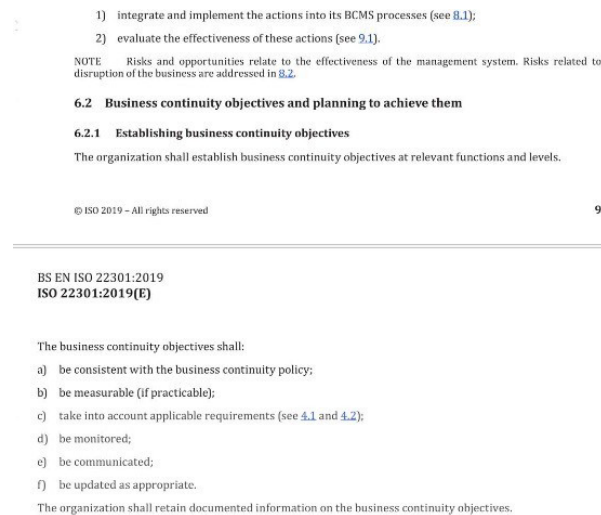 1) integrate and implement the actions into its BCMS processes (see 8.1);
2) evaluate the effectiveness of these actions (see 9.1).
NOTE Risks and opportunities relate to the effectiveness of the management system. Risks related to
disruption of the business are addressed in 8.2.
6.2 Business continuity objectives and planning to achieve them
6.2.1 Establishing business continuity objectives
The organization shall establish business continuity objectives at relevant functions and levels.
© ISO 2019 – All rights reserved 9
BS EN ISO 22301:2019
ISO 22301:2019(E)
The business continuity objectives shall:
a) be consistent with the business continuity policy;
b) be measurable (if practicable);
c) take into account applicable requirements (see 4.1 and 4.2);
d) be monitored;
e) be communicated;
f) be updated as appropriate.
The organization shall retain documented information on the business continuity objectives.